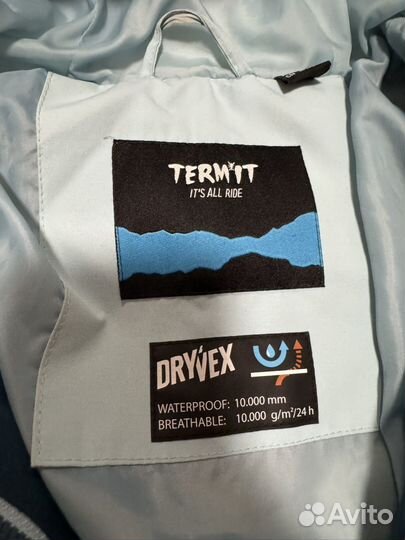 TERMIT
IT'S ALL RIDE
DRYVEX
WATERPROOF: 10.000 mm
BREATHABLE: 10.000 g/m²/24 h
Avito